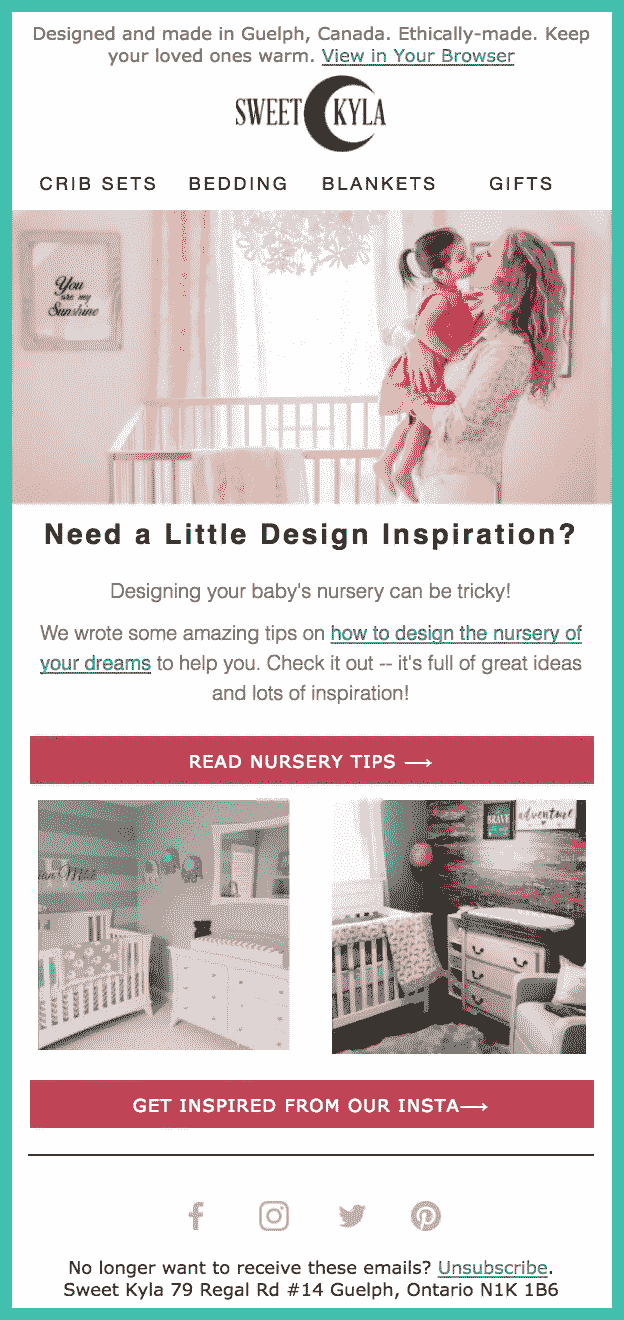 Designed and made in Guelph, Canada. Ethically-made. Keep
your loved ones warm. View in Your Browser
SWEET KYLA
CRIB SETS BEDDING BLANKETS GIFTS
You
are my
Sunshine
Need a Little Design Inspiration?
Designing your baby's nursery can be tricky!
We wrote some amazing tips on how to design the nursery of
your dreams to help you. Check it out -- it's full of great ideas
and lots of inspiration!
READ NURSERY TIPS ⟶
BRAVE
adventure
GET INSPIRED FROM OUR INSTA⟶
No longer want to receive these emails? Unsubscribe.
Sweet Kyla 79 Regal Rd #14 Guelph, Ontario N1K 1B6